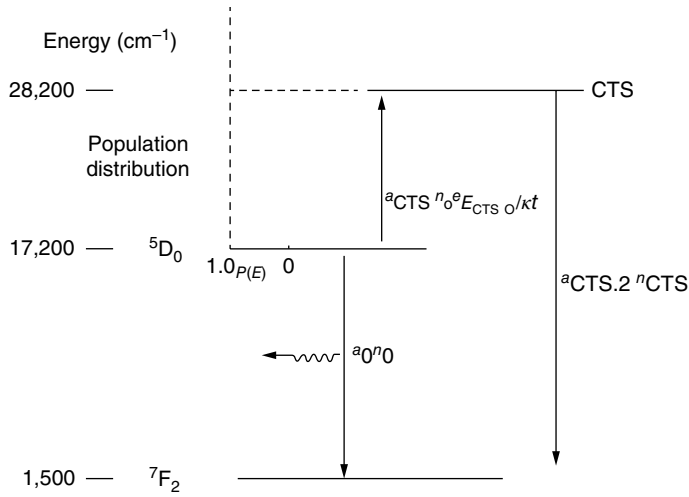 Energy (cm⁻¹)
28,200
CTS
Population
distribution
ᵃCTS ⁿoᵉE_CTS O/κt
17,200
⁵D₀
1.0_P(E)
0
ᵃCTS.2 ⁿCTS
ᵃ0ⁿ0
1,500
⁷F₂